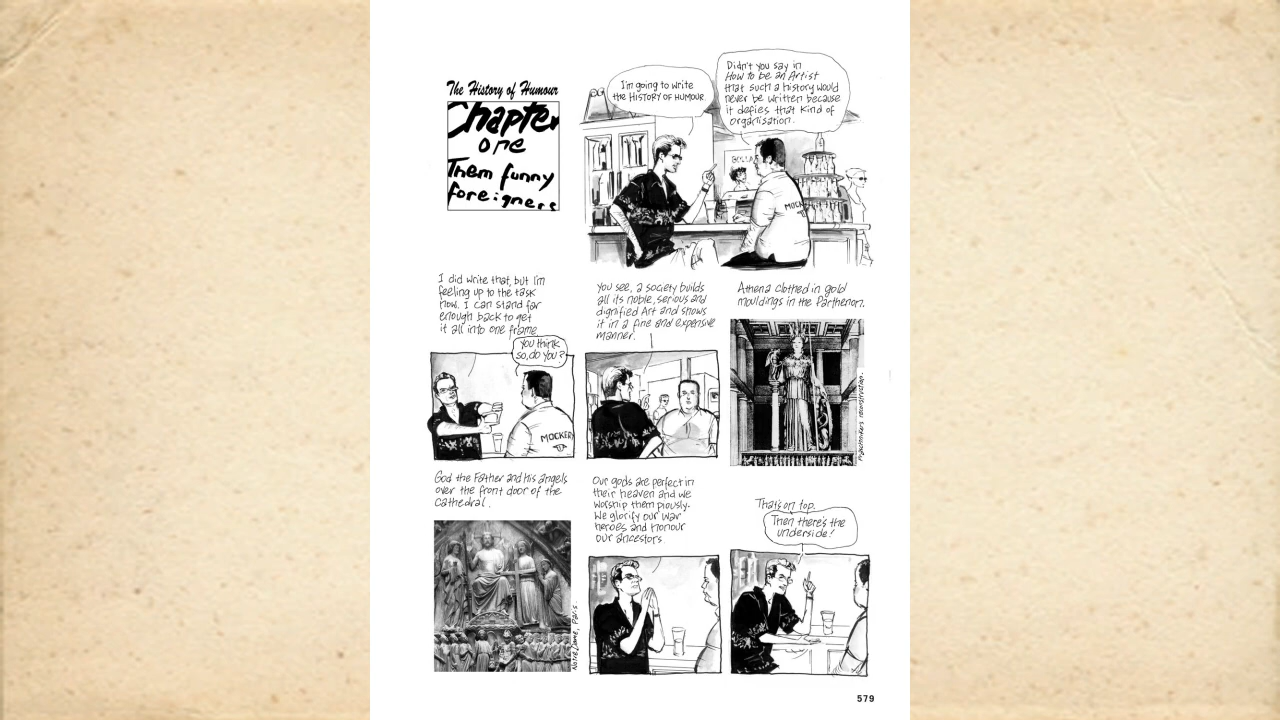 The History of Humour
Chapter
one
Them funny
foreigners
I'm going to write
the HISTORY OF HUMOUR.
Didn't you say in
How to be an Artist
that such a history would
never be written because
it defies that kind of
organisation.
MOCKER
I did write that, but I'm
feeling up to the task
now. I can stand far
enough back to get
it all into one frame.
You think
so, do you?
MOCKER
You see, a society builds
all its noble, serious and
dignified Art and shows
it in a fine and expensive
manner.
Athena clothed in gold
mouldings in the Parthenon.
reconstruction.
God the Father and his angels
over the front door of the
Cathedral.
Notre Dame, Paris.
Our gods are perfect in
their heaven and we
worship them piously.
We glorify our war
heroes and honour
our ancestors.
That's on top.
Then there's the
underside!
579